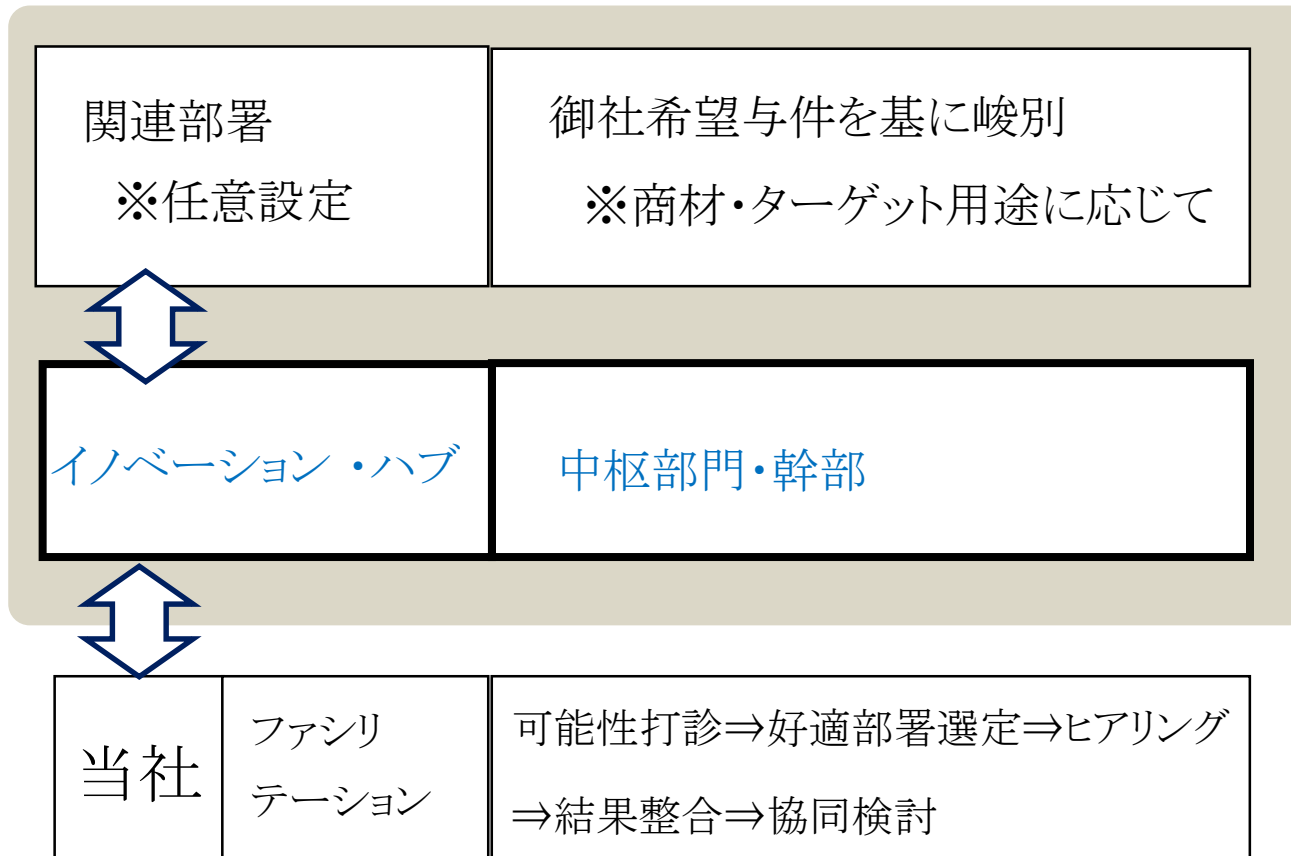 関連部署
※任意設定
御社希望与件を基に峻別
※商材・ターゲット用途に応じて
イノベーション・ハブ
中枢部門・幹部
当社
ファシリ
テーション
可能性打診⇒好適部署選定⇒ヒアリング
⇒結果整合⇒協同検討